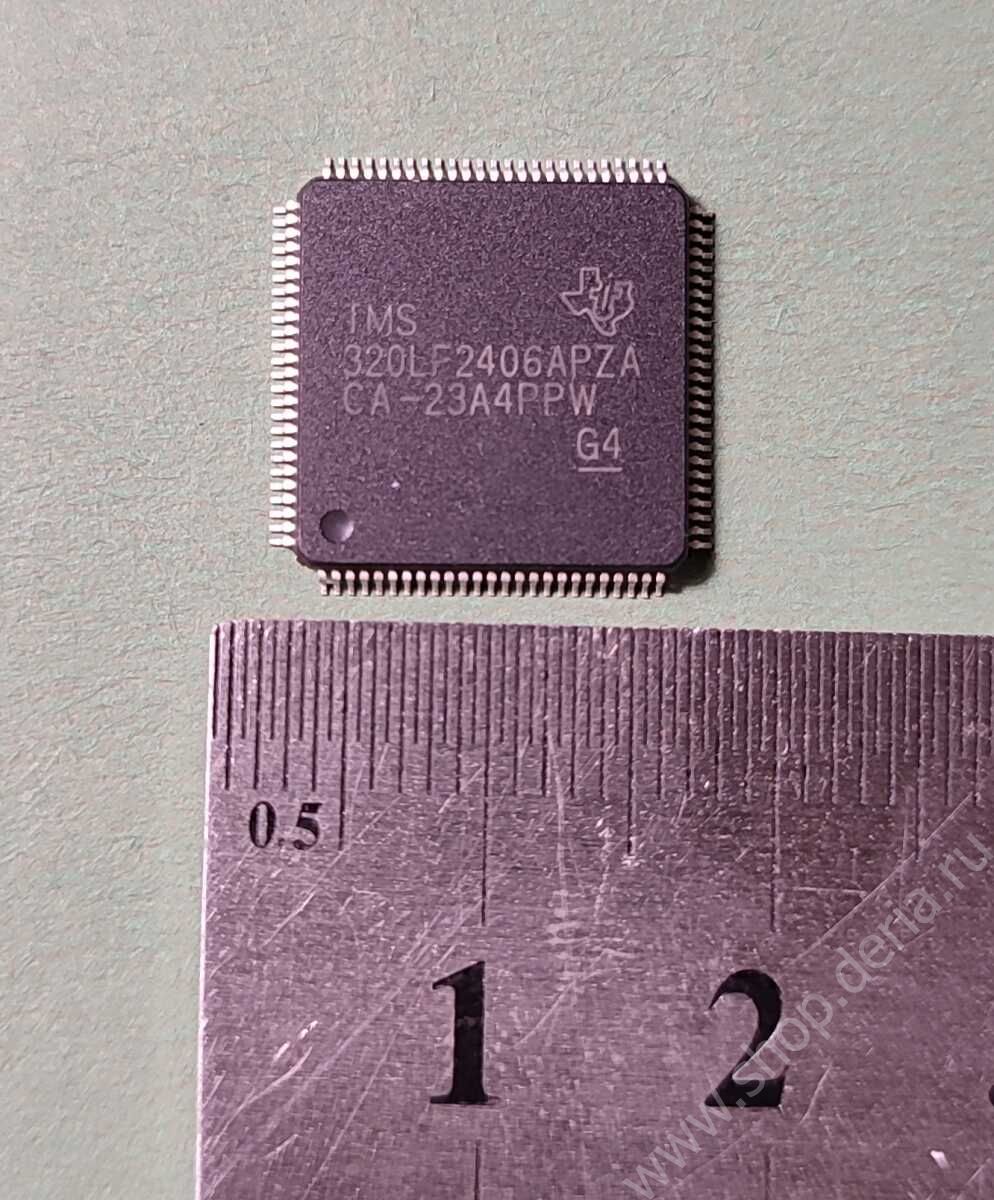 TMS
320LF2406APZA
CA-23A4PPW
G4
0.5
1 2
www.shop.deria.ru